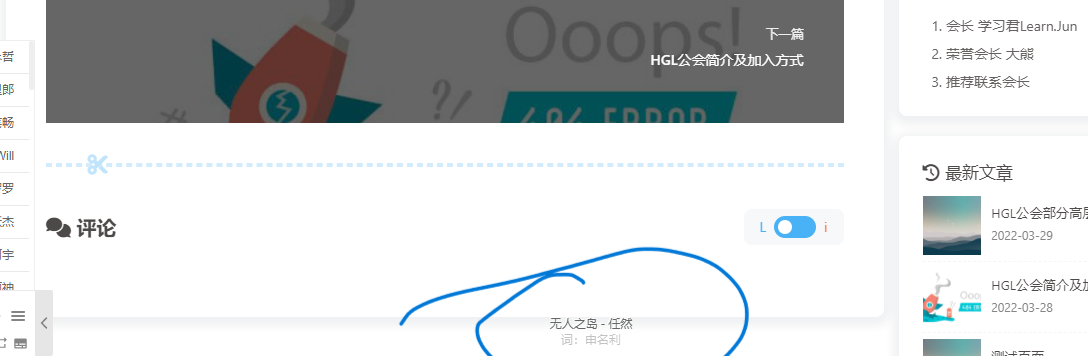 下一篇
HGL公会简介及加入方式
Ooops!
#
?/
404 ERROR
评论
L
i
无人之岛 - 任然
词：申名利
哲
郎
畅
Will
罗
杰
宇
1. 会长 学习君Learn.Jun
2. 荣誉会长 大熊
3. 推荐联系会长
最新文章
HGL公会部分高层
2022-03-29
HGL公会简介及加
2022-03-28
测试页面